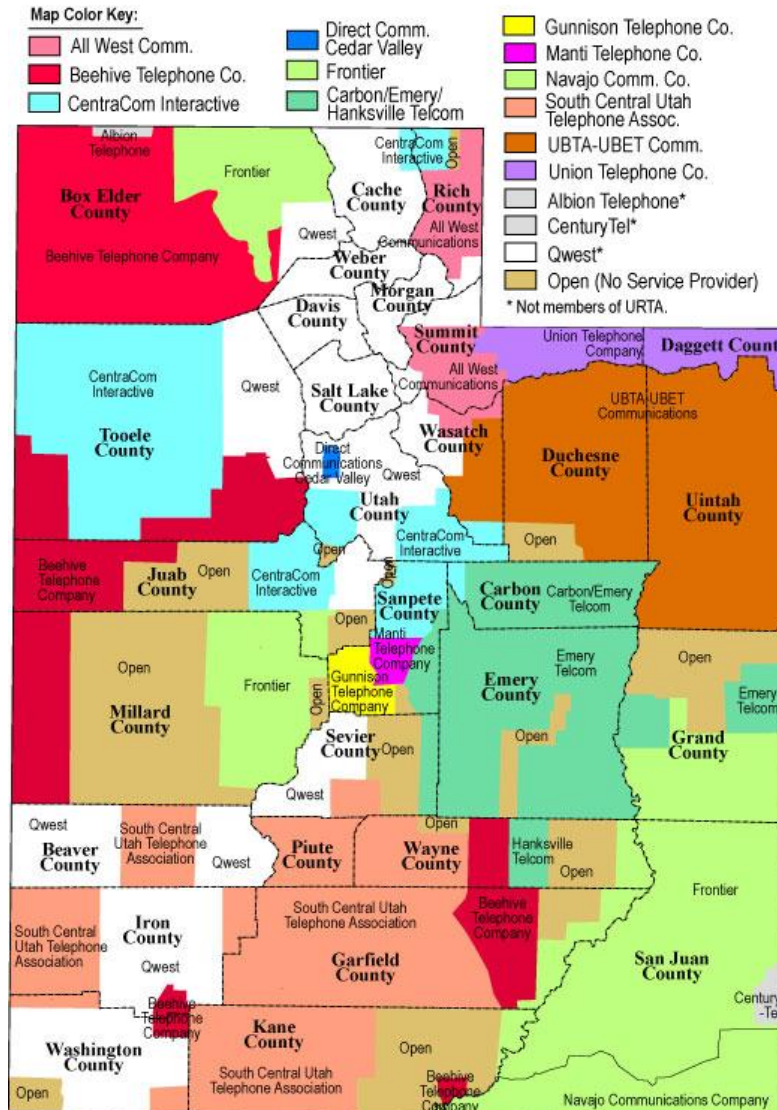 Map Color Key:
All West Comm.
Beehive Telephone Co.
CentraCom Interactive
Direct Comm.
Cedar Valley
Frontier
Carbon/Emery/
Hanksville Telcom
Gunnison Telephone Co.
Manti Telephone Co.
Navajo Comm. Co.
South Central Utah
Telephone Assoc.
UBTA-UBET Comm.
Union Telephone Co.
Albion Telephone*
CenturyTel*
Qwest*
Open (No Service Provider)
* Not members of URTA.
Albion
Telephone
Frontier
CentraCom
Interactive
Open
Box Elder
County
Cache
County
Rich
County
All West
Communications
Qwest
Beehive Telephone Company
Weber
County
Morgan
County
Davis
County
Summit
County
Union Telephone
Company
Daggett Count
CentraCom
Interactive
Qwest
All West
Communications
Salt Lake
County
UBTA-UBET
Communications
Tooele
County
Wasatch
County
Direct
Communications
Cedar Valley
Qwest
Duchesne
County
Uintah
County
Utah
County
CentraCom
Interactive
Open
Open
Beehive
Telephone
Company
Juab
County
Open
CentraCom
Interactive
Open
Sanpete
County
Carbon
County
Carbon/Emery
Telcom
Open
Manti
Telephone
Company
Open
Emery
Telcom
Open
Frontier
Millard
County
Open
Gunnison
Telephone
Company
Emery
County
Emery
Telcom
Grand
County
Sevier
County
Open
Open
Qwest
Qwest
Beaver
County
South Central
Utah Telephone
Association
Qwest
Piute
County
Wayne
County
Open
Hanksville
Telcom
Open
Frontier
South Central
Utah Telephone
Association
Iron
County
Qwest
South Central Utah
Telephone Association
Garfield
County
Beehive
Telephone
Company
San Juan
County
Century
-Te
Beehive
Telephone
Company
Washington
County
Kane
County
South Central Utah
Telephone Association
Open
Open
Beehive
Telephone
Company
Navajo Communications Company